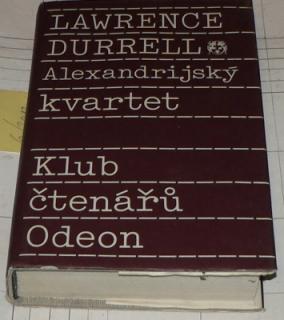 LAWRENCE
DURRELL
Alexandrijský
kvartet
Klub
čtenářů
Odeon